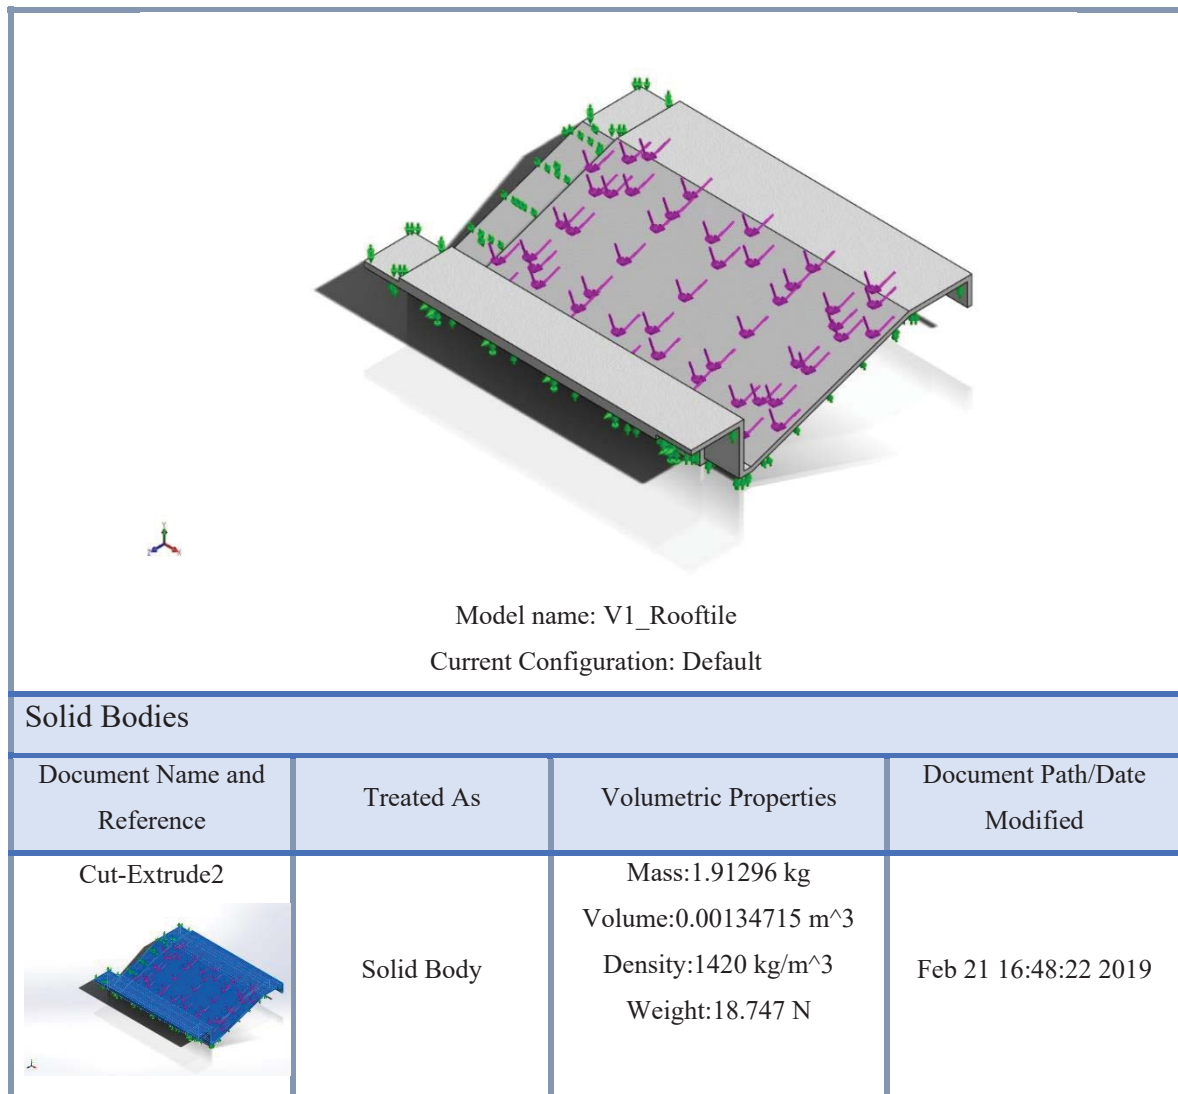 Model name: V1_Rooftile
Current Configuration: Default
Solid Bodies
Document Name and
Reference
Treated As
Volumetric Properties
Document Path/Date
Modified
Cut-Extrude2
Solid Body
Mass:1.91296 kg
Volume:0.00134715 m^3
Density:1420 kg/m^3
Weight:18.747 N
Feb 21 16:48:22 2019